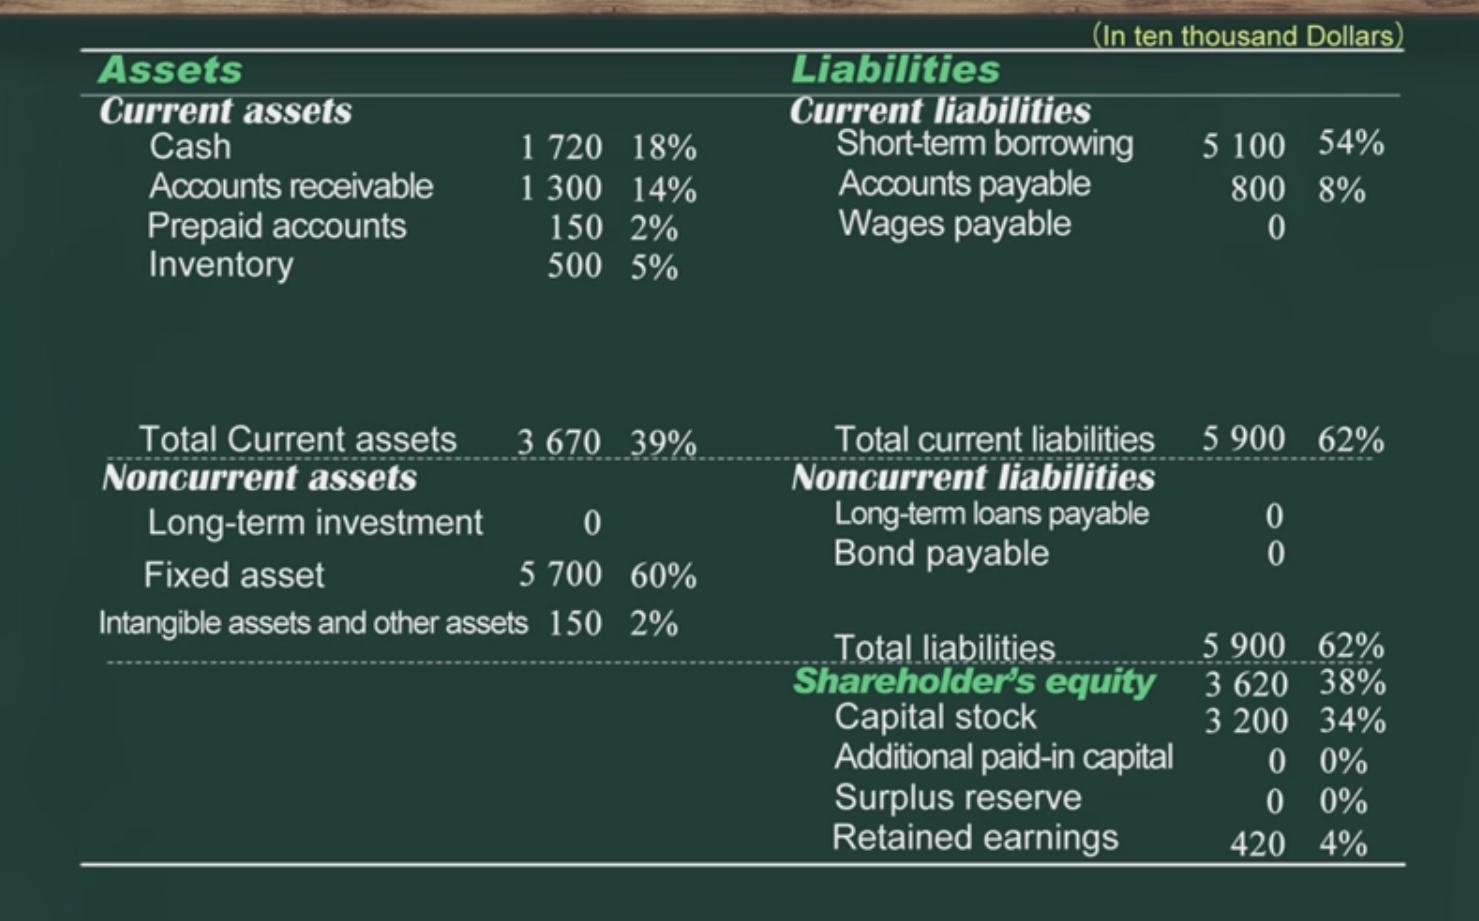 (In ten thousand Dollars)
Assets Liabilities
Current assets Current liabilities
Cash 1 720 18% Short-term borrowing 5 100 54%
Accounts receivable 1 300 14% Accounts payable 800 8%
Prepaid accounts 150 2% Wages payable 0
Inventory 500 5%
Total Current assets 3 670 39% Total current liabilities 5 900 62%
Noncurrent assets Noncurrent liabilities
Long-term investment 0 Long-term loans payable 0
Fixed asset 5 700 60% Bond payable 0
Intangible assets and other assets 150 2%
Total liabilities 5 900 62%
Shareholder's equity 3 620 38%
Capital stock 3 200 34%
Additional paid-in capital 0 0%
Surplus reserve 0 0%
Retained earnings 420 4%